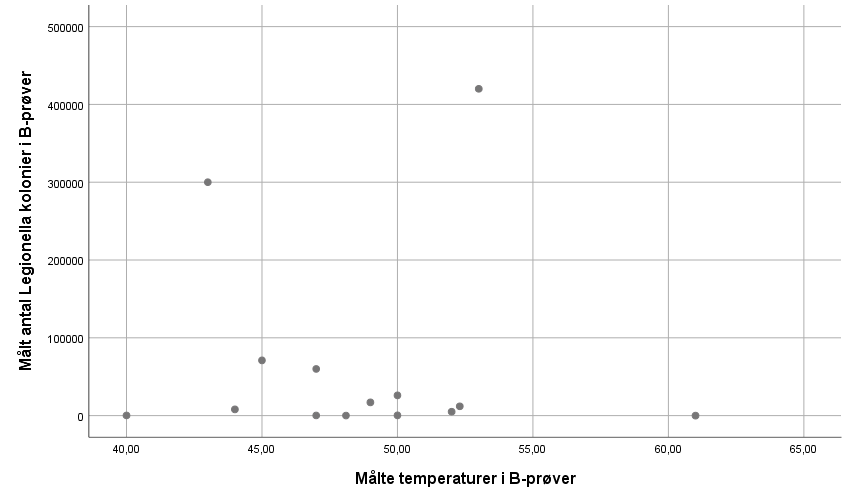 Målt antal Legionella kolonier i B-prøver
500000
400000
300000
200000
100000
0
40,00 45,00 50,00 55,00 60,00 65,00
Målte temperaturer i B-prøver